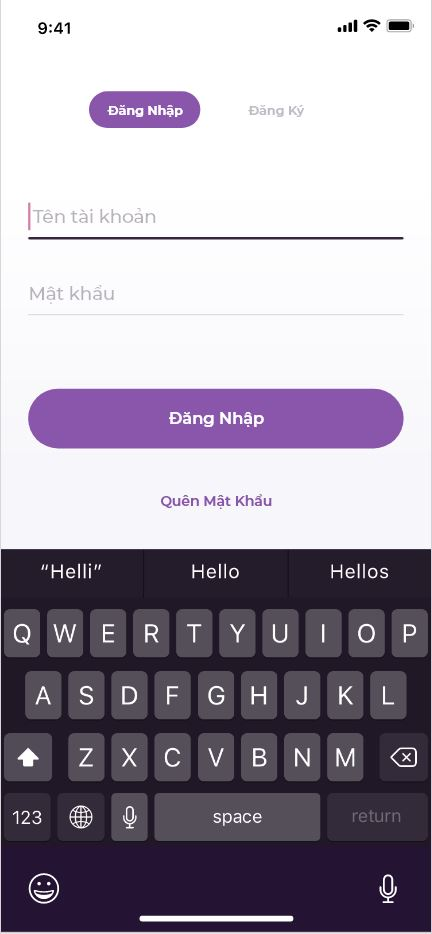 9:41
Đăng Nhập Đăng Ký
Tên tài khoản
Mật khẩu
Đăng Nhập
Quên Mật Khẩu
“Helli” Hello Hellos
Q W E R T Y U I O P
A S D F G H J K L
Z X C V B N M
123 space return